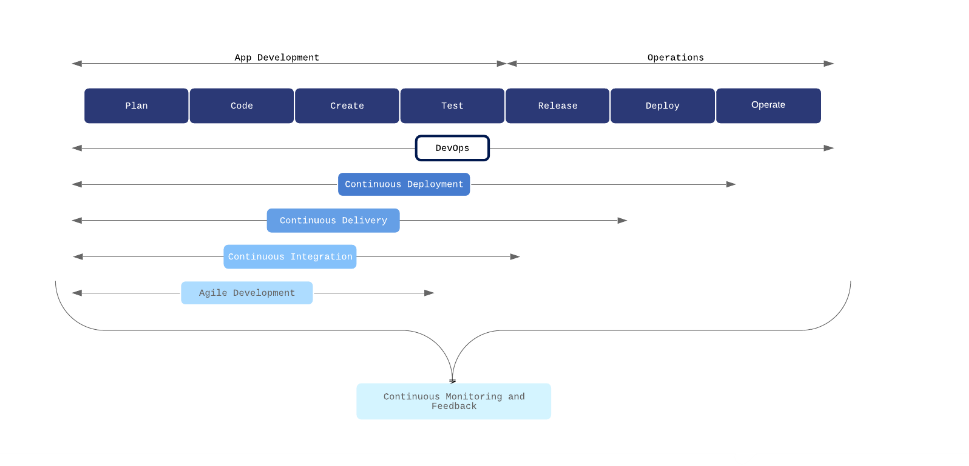 App Development
Operations
Plan
Code
Create
Test
Release
Deploy
Operate
DevOps
Continuous Deployment
Continuous Delivery
Continuous Integration
Agile Development
Continuous Monitoring and
Feedback